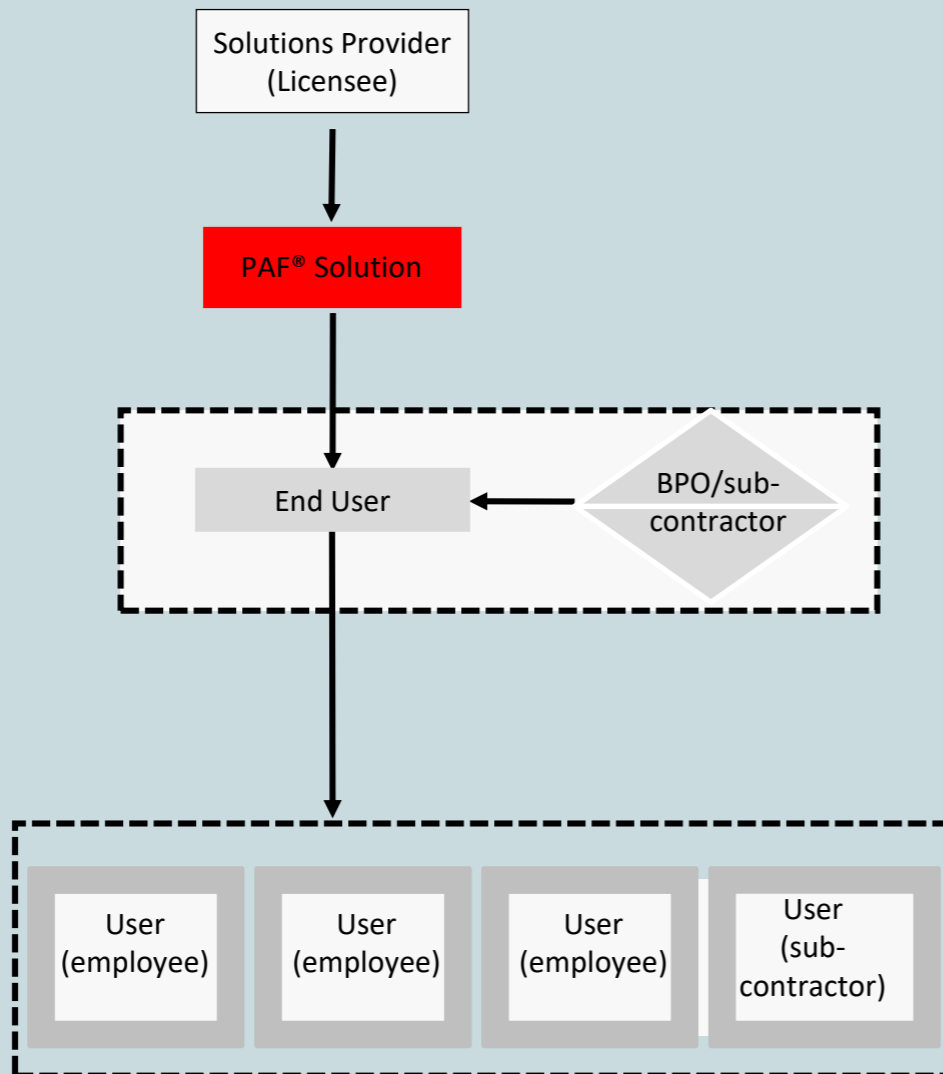 Solutions Provider
(Licensee)
PAF® Solution
End User
BPO/sub-
contractor
User
(employee)
User
(employee)
User
(employee)
User
(sub-
contractor)